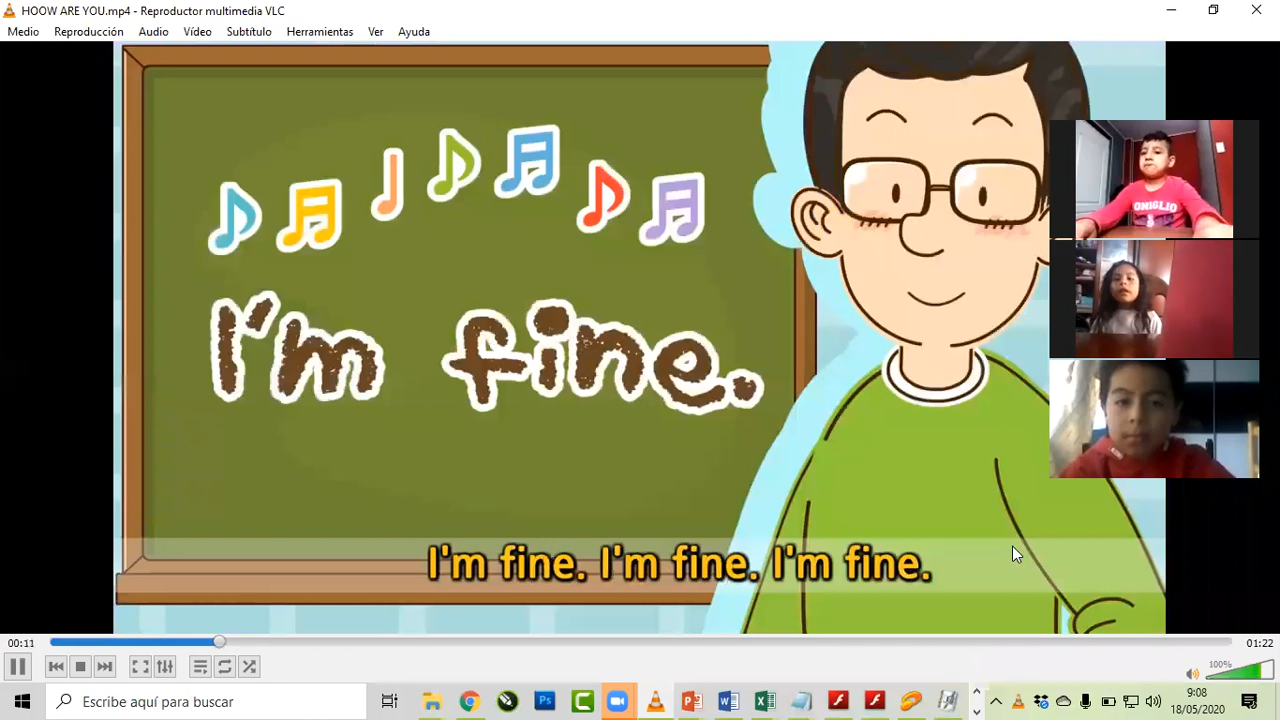 HOOW ARE YOU.mp4 - Reproductor multimedia VLC
Medio Reproducción Audio Vídeo Subtítulo Herramientas Ver Ayuda
I'm fine.
ONIGLIO
I'm fine. I'm fine. I'm fine.
00:11
01:22
100%
Escribe aquí para buscar
9:08
18/05/2020